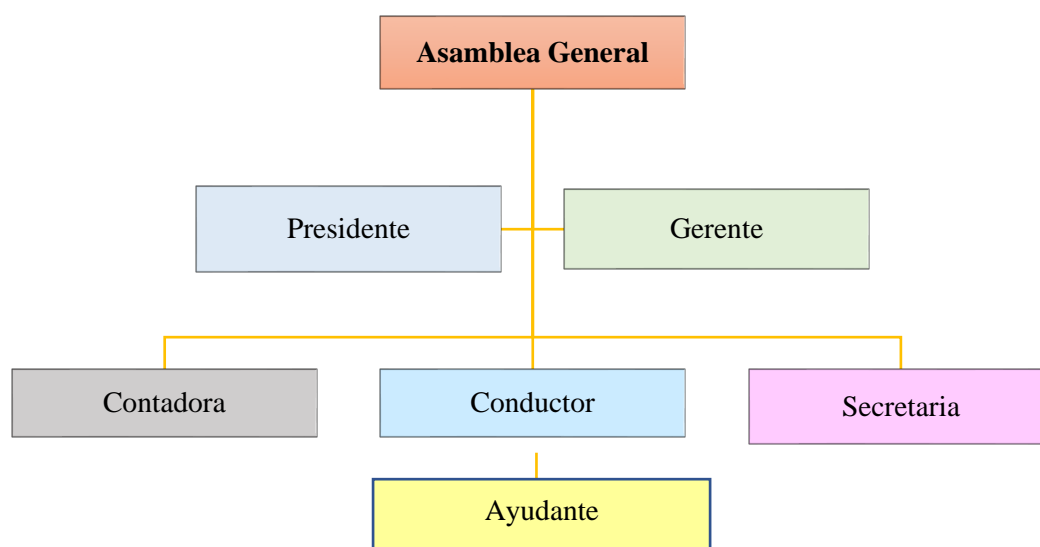 Asamblea General
Presidente
Gerente
Contadora
Conductor
Secretaria
Ayudante